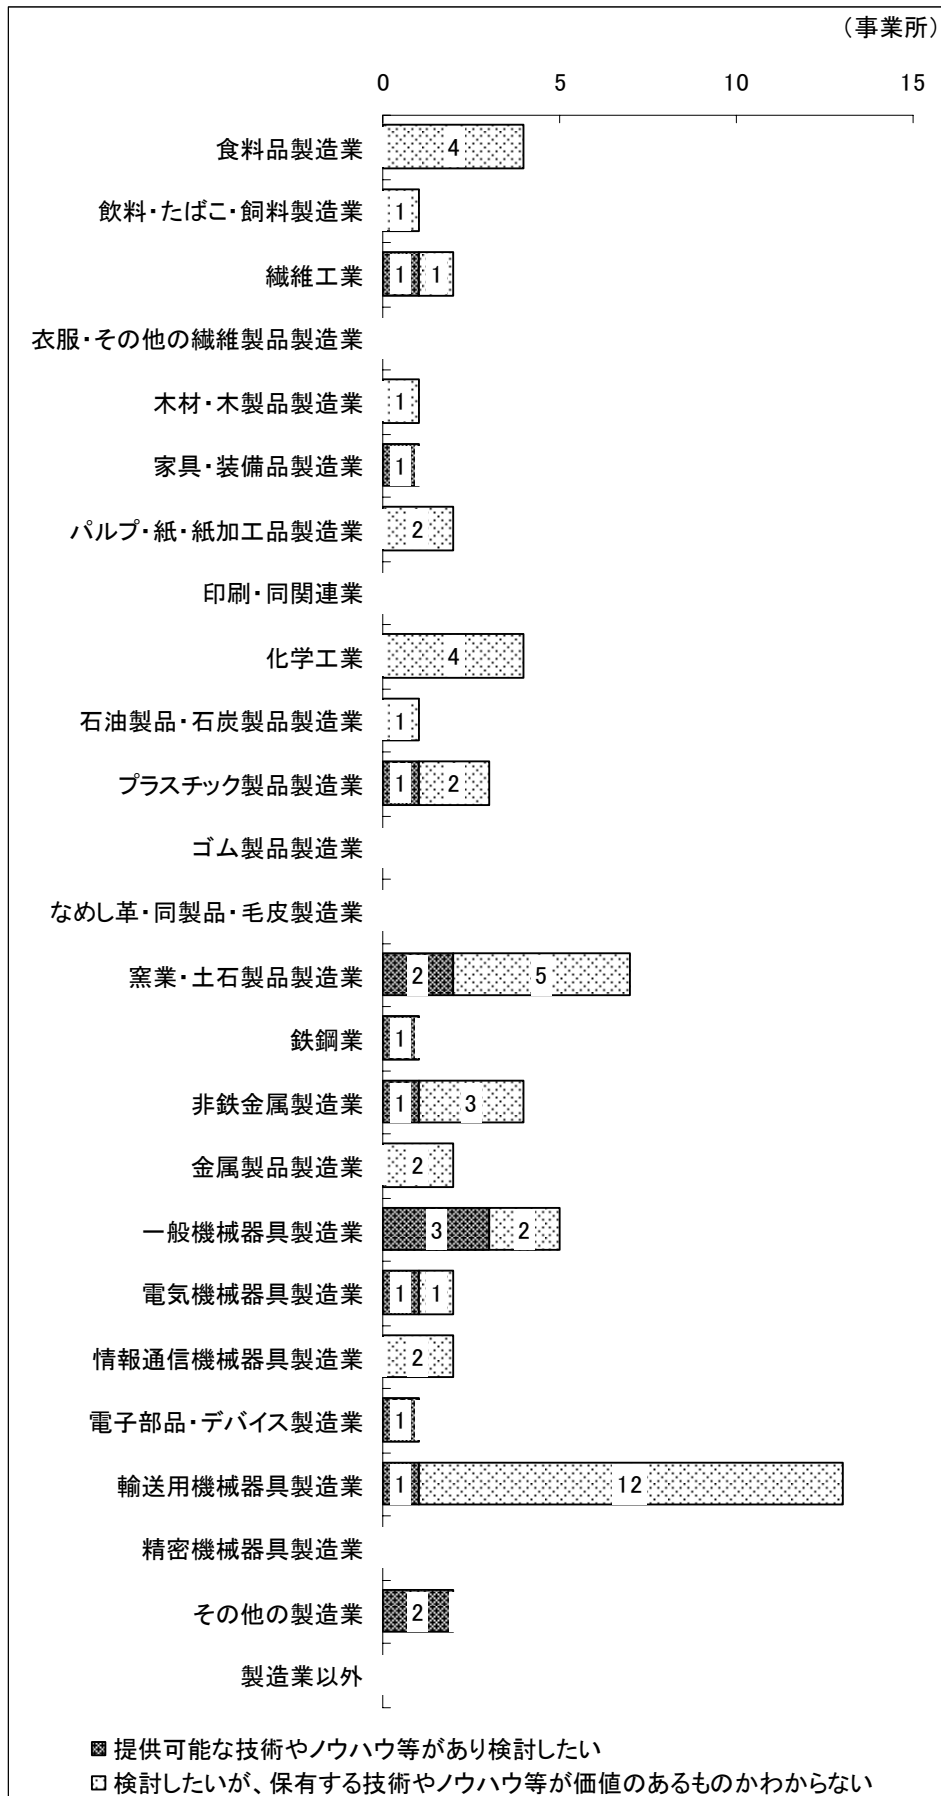 （事業所）
0 5 10 15
食料品製造業 4
飲料・たばこ・飼料製造業 1
繊維工業 1 1
衣服・その他の繊維製品製造業
木材・木製品製造業 1
家具・装備品製造業 1
パルプ・紙・紙加工品製造業 2
印刷・同関連業
化学工業 4
石油製品・石炭製品製造業 1
プラスチック製品製造業 1 2
ゴム製品製造業
なめし革・同製品・毛皮製造業
窯業・土石製品製造業 2 5
鉄鋼業 1
非鉄金属製造業 1 3
金属製品製造業 2
一般機械器具製造業 3 2
電気機械器具製造業 1 1
情報通信機械器具製造業 2
電子部品・デバイス製造業 1
輸送用機械器具製造業 1 12
精密機械器具製造業
その他の製造業 2
製造業以外
提供可能な技術やノウハウ等があり検討したい
検討したいが、保有する技術やノウハウ等が価値のあるものかわからない